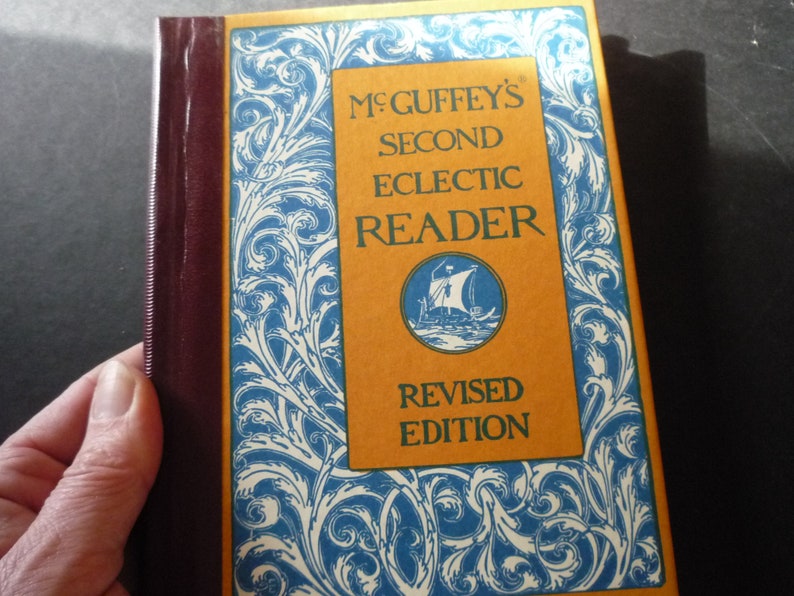 McGUFFEY'S®
SECOND
ECLECTIC
READER
REVISED
EDITION